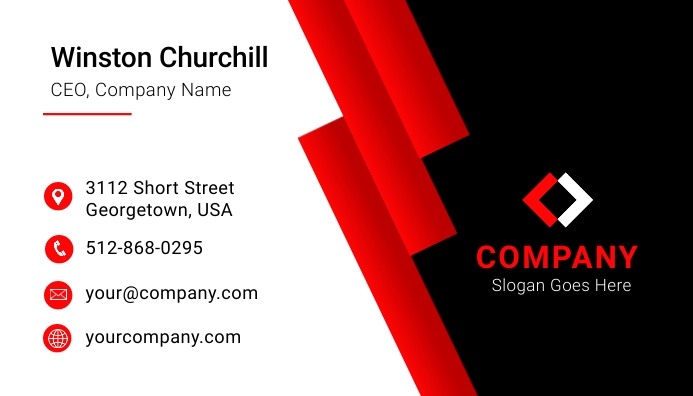 Winston Churchill
CEO, Company Name
3112 Short Street
Georgetown, USA
512-868-0295
your@company.com
yourcompany.com
COMPANY
Slogan Goes Here